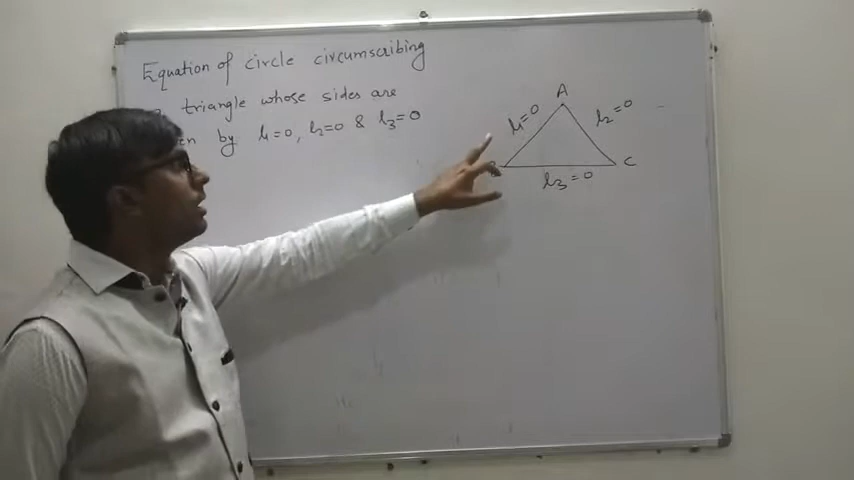 Equation of circle circumscribing
triangle whose sides are
by l₁=0, l₂=0 & l₃=0
A
l₁=0
l₂=0
C
l₃=0